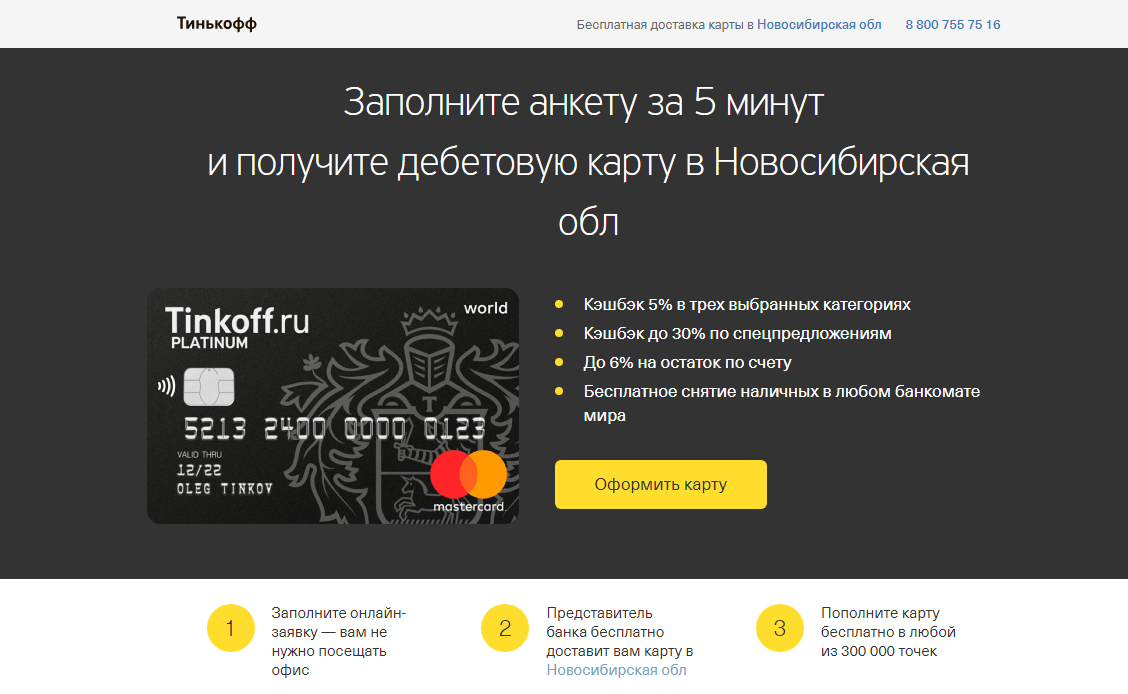 Тинькофф
Бесплатная доставка карты в Новосибирская обл
8 800 755 75 16
Заполните анкету за 5 минут
и получите дебетовую карту в Новосибирская
обл
Tinkoff.ru
PLATINUM
world
5213 2400 0000 0123
VALID THRU
12/22
OLEG TINKOV
mastercard.
T
Кэшбэк 5% в трех выбранных категориях
Кэшбэк до 30% по спецпредложениям
До 6% на остаток по счету
Бесплатное снятие наличных в любом банкомате
мира
Оформить карту
1
Заполните онлайн-
заявку — вам не
нужно посещать
офис
2
Представитель
банка бесплатно
доставит вам карту в
Новосибирская обл
3
Пополните карту
бесплатно в любой
из 300 000 точек